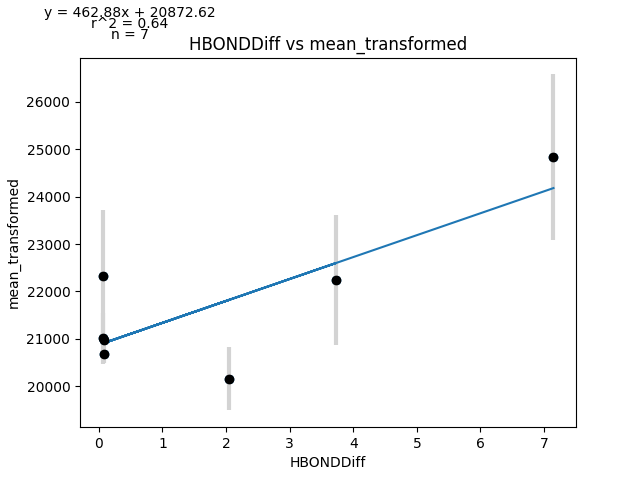 y = 462.88x + 20872.62
r^2 = 0.64
n = 7
HBONDDiff vs mean_transformed
mean_transformed
26000
25000
24000
23000
22000
21000
20000
0 1 2 3 4 5 6 7
HBONDDiff